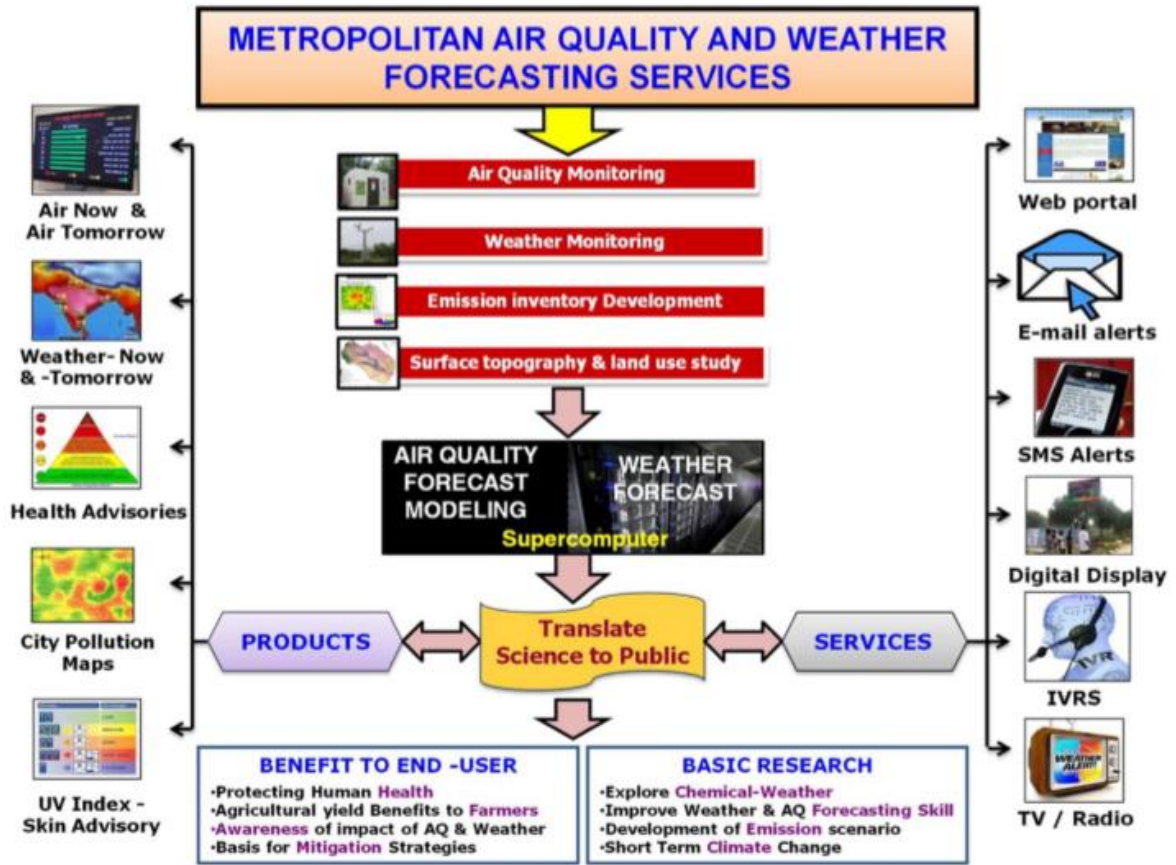 METROPOLITAN AIR QUALITY AND WEATHER
FORECASTING SERVICES
Air Quality Monitoring
Weather Monitoring
Emission inventory Development
Surface topography & land use study
AIR QUALITY
FORECAST
MODELING
WEATHER
FORECAST
Supercomputer
Translate
Science to Public
PRODUCTS
SERVICES
Air Now &
Air Tomorrow
Weather- Now
& -Tomorrow
Health Advisories
City Pollution
Maps
UV Index -
Skin Advisory
Web portal
E-mail alerts
SMS Alerts
Digital Display
IVR
IVRS
WEATHER
ALERT!
TV / Radio
BENEFIT TO END -USER
•Protecting Human Health
•Agricultural yield Benefits to Farmers
•Awareness of impact of AQ & Weather
•Basis for Mitigation Strategies
BASIC RESEARCH
•Explore Chemical-Weather
•Improve Weather & AQ Forecasting Skill
•Development of Emission scenario
•Short Term Climate Change